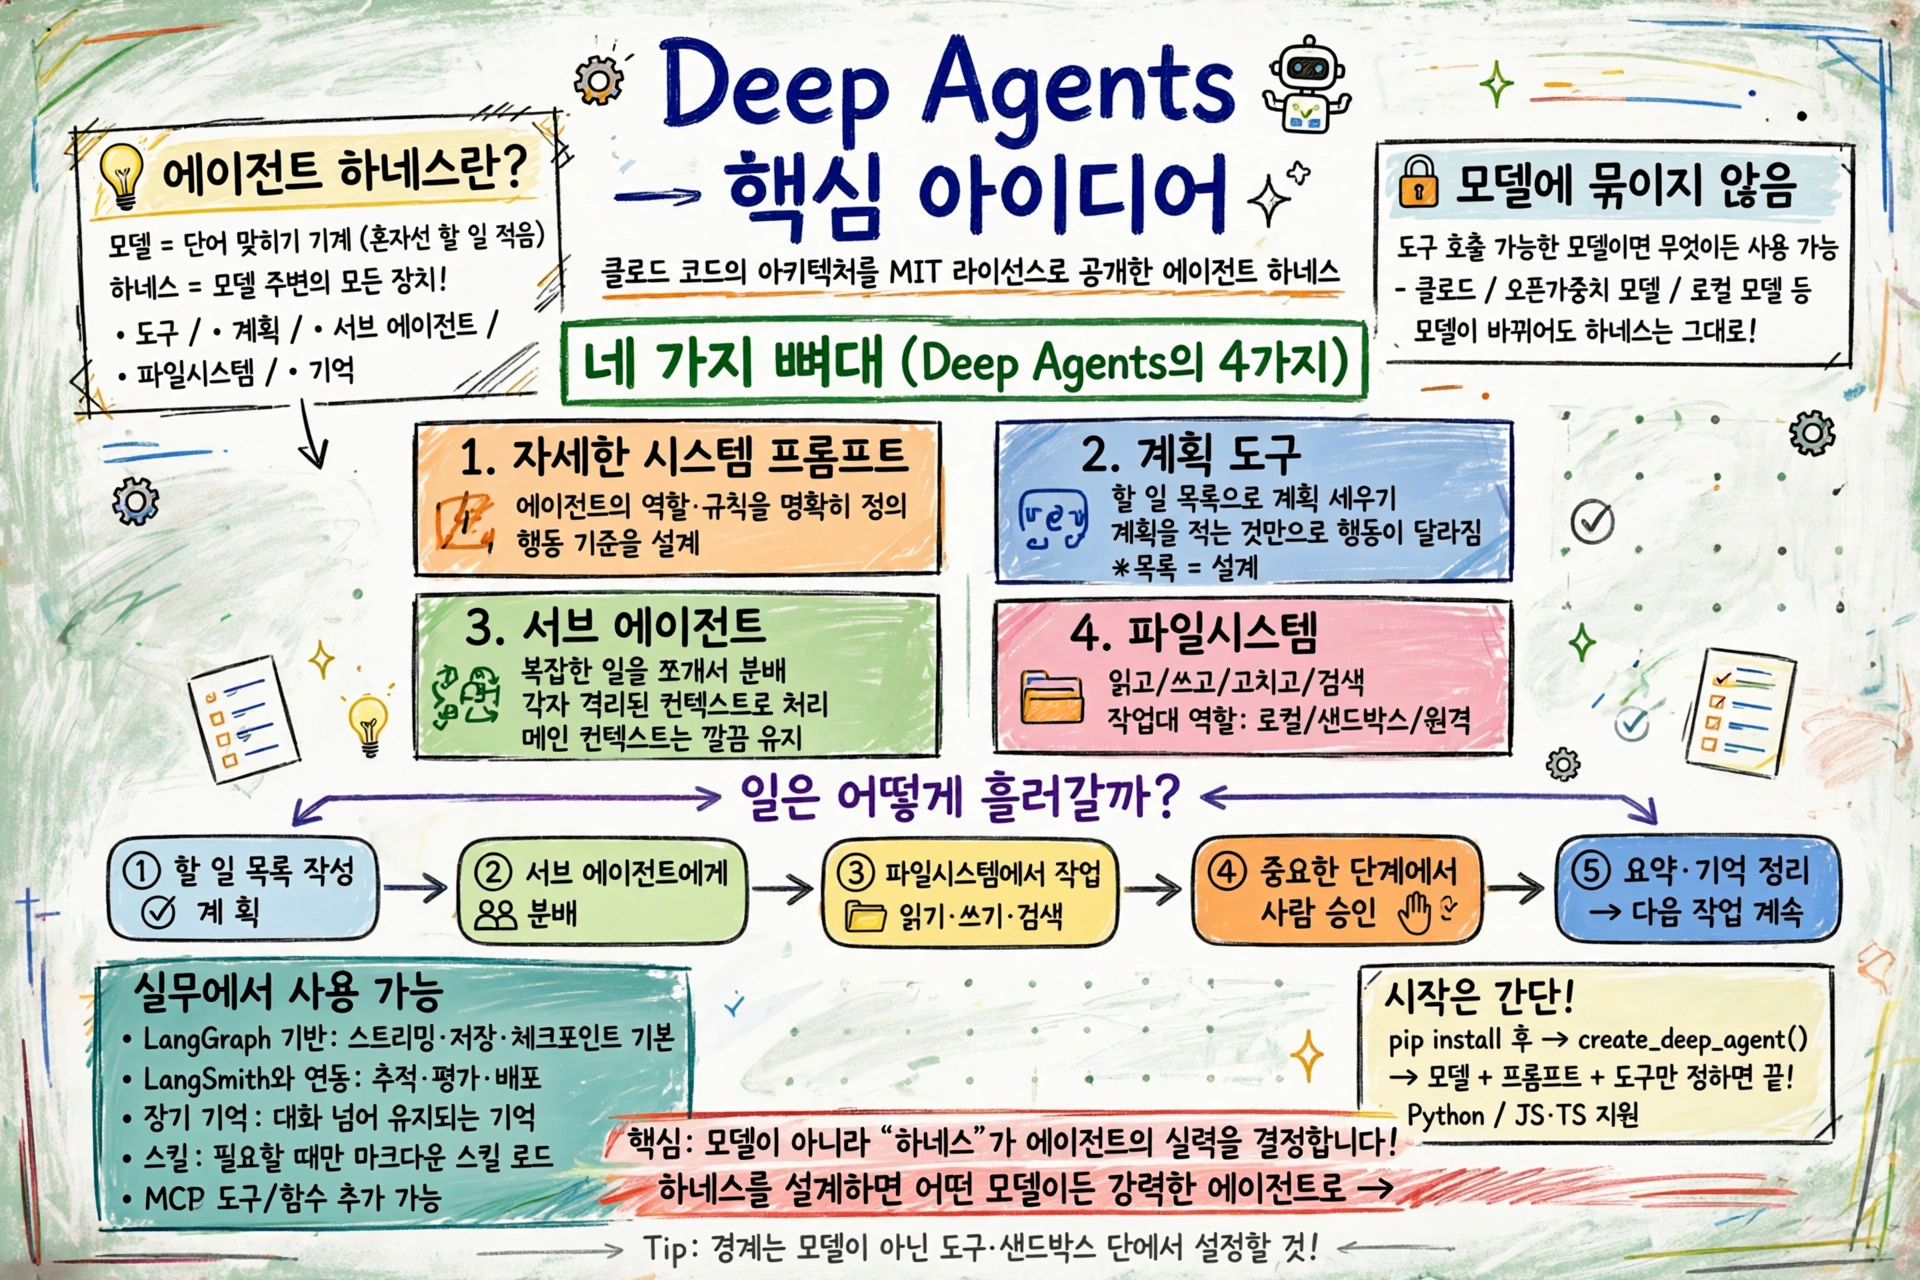 Deep Agents
→ 핵심 아이디어
클로드 코드의 아키텍처를 MIT 라이선스로 공개한 에이전트 하네스
에이전트 하네스란?
모델 = 단어 맞히기 기계 (혼자선 할 일 적음)
하네스 = 모델 주변의 모든 장치!
• 도구 / • 계획 / • 서브 에이전트 /
• 파일시스템 / • 기억
모델에 묶이지 않음
도구 호출 가능한 모델이면 무엇이든 사용 가능
- 클로드 / 오픈가중치 모델 / 로컬 모델 등
모델이 바뀌어도 하네스는 그대로!
네 가지 뼈대 (Deep Agents의 4가지)
1. 자세한 시스템 프롬프트
에이전트의 역할·규칙을 명확히 정의
행동 기준을 설계
2. 계획 도구
할 일 목록으로 계획 세우기
계획을 적는 것만으로 행동이 달라짐
*목록 = 설계
3. 서브 에이전트
복잡한 일을 쪼개서 분배
각자 격리된 컨텍스트로 처리
메인 컨텍스트는 깔끔 유지
4. 파일시스템
읽고/쓰고/고치고/검색
작업대 역할: 로컬/샌드박스/원격
일은 어떻게 흘러갈까?
① 할 일 목록 작성
계획
② 서브 에이전트에게
분배
③ 파일시스템에서 작업
읽기·쓰기·검색
④ 중요한 단계에서
사람 승인
⑤ 요약·기억 정리
→ 다음 작업 계속
실무에서 사용 가능
• LangGraph 기반: 스트리밍·저장·체크포인트 기본
• LangSmith와 연동: 추적·평가·배포
• 장기 기억: 대화 넘어 유지되는 기억
• 스킬: 필요할 때만 마크다운 스킬 로드
• MCP 도구/함수 추가 가능
시작은 간단!
pip install 후 → create_deep_agent()
→ 모델 + 프롬프트 + 도구만 정하면 끝!
Python / JS·TS 지원
핵심: 모델이 아니라 “하네스”가 에이전트의 실력을 결정합니다!
하네스를 설계하면 어떤 모델이든 강력한 에이전트로 →
Tip: 경계는 모델이 아닌 도구·샌드박스 단에서 설정할 것!